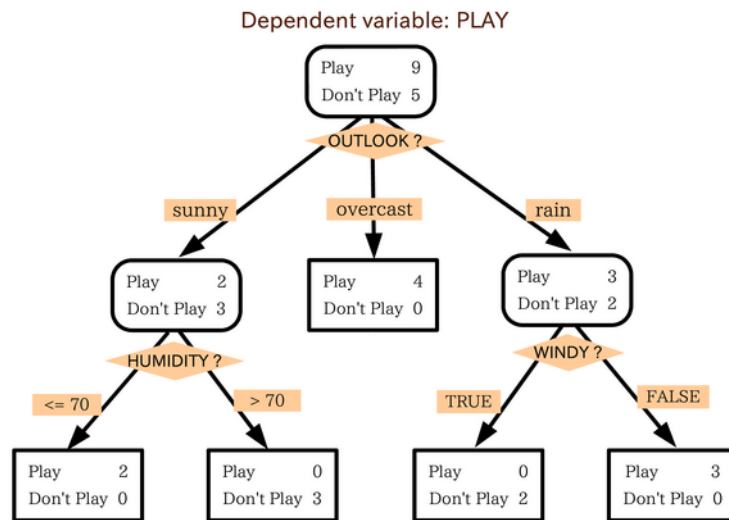 Dependent variable: PLAY
Play 9
Don't Play 5
OUTLOOK ?
sunny
overcast
rain
Play 2
Don't Play 3
Play 4
Don't Play 0
Play 3
Don't Play 2
HUMIDITY ?
WINDY ?
<= 70
> 70
TRUE
FALSE
Play 2
Don't Play 0
Play 0
Don't Play 3
Play 0
Don't Play 2
Play 3
Don't Play 0